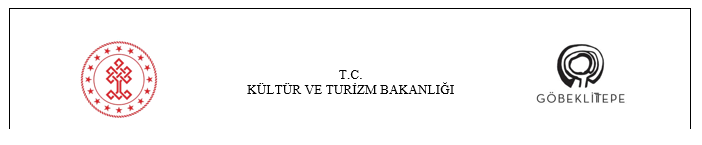 T.C.
KÜLTÜR VE TURİZM BAKANLIĞI
GÖBEKLİTEPE